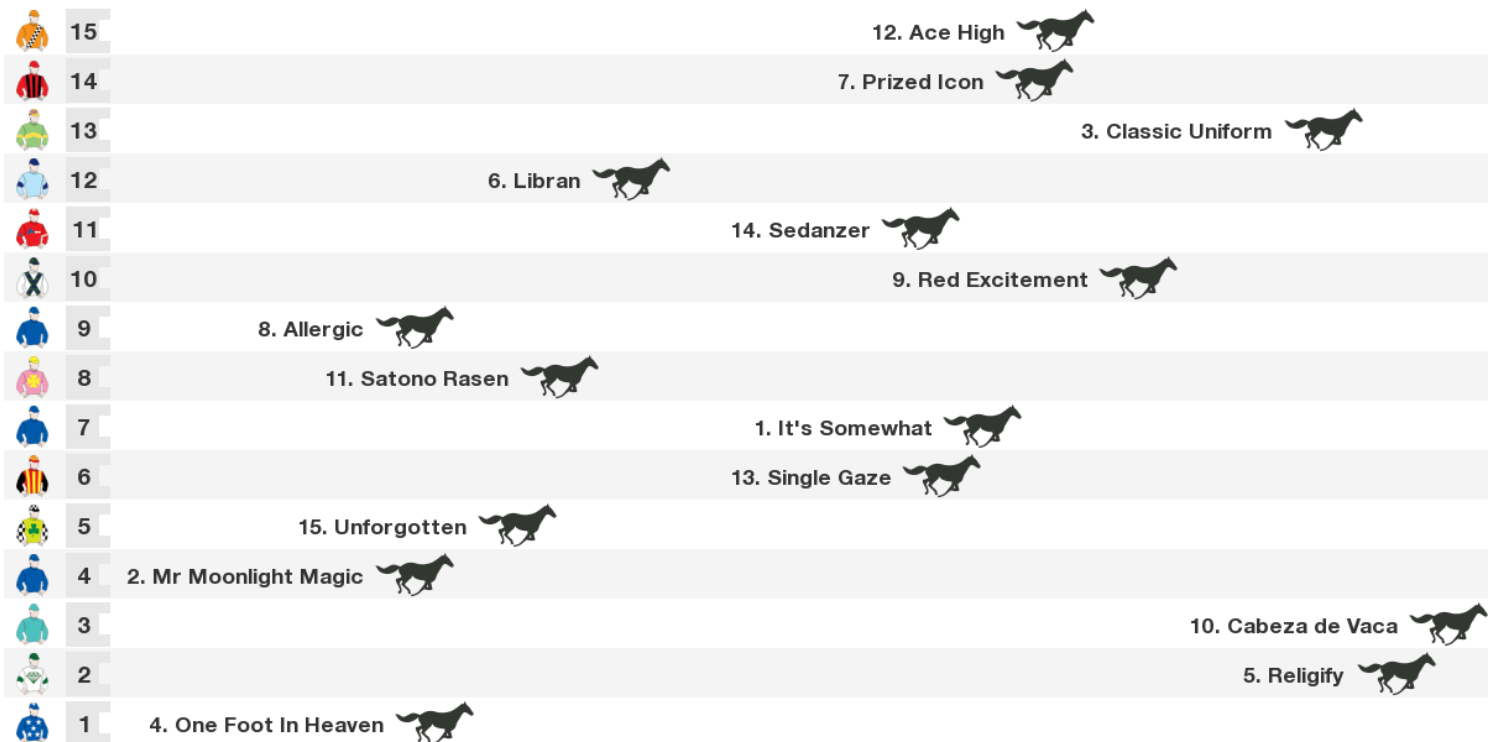 15 12. Ace High
14 7. Prized Icon
13 3. Classic Uniform
12 6. Libran
11 14. Sedanzer
10 9. Red Excitement
9 8. Allergic
8 11. Satono Rasen
7 1. It's Somewhat
6 13. Single Gaze
5 15. Unforgotten
4 2. Mr Moonlight Magic
3 10. Cabeza de Vaca
2 5. Religify
1 4. One Foot In Heaven